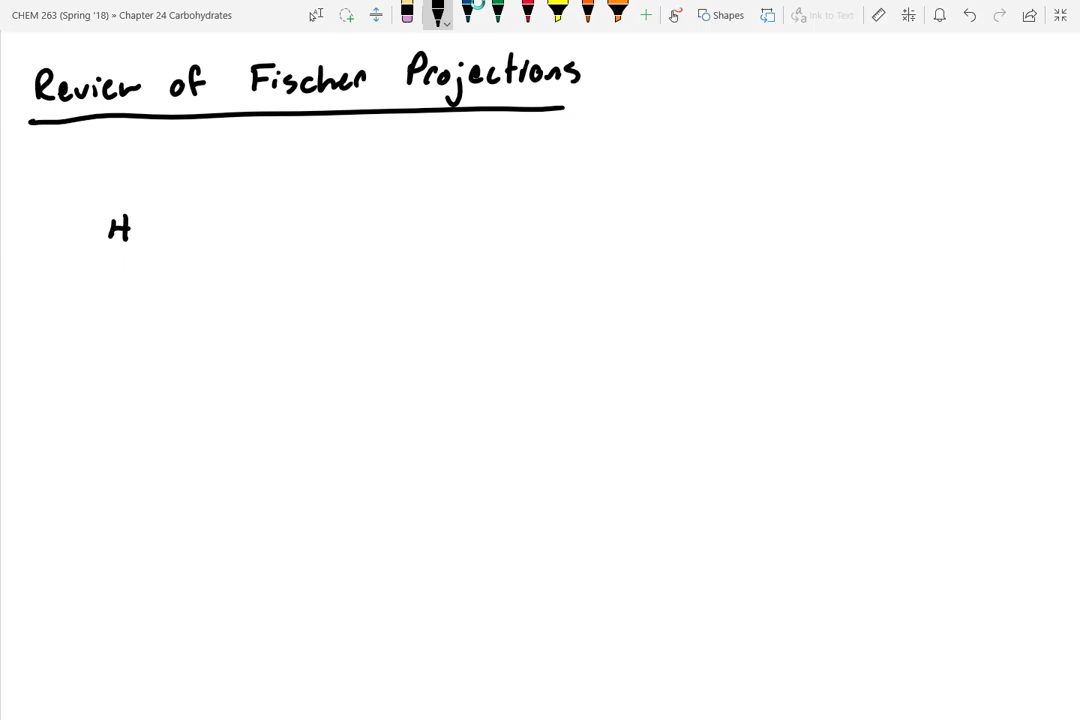 CHEM 263 (Spring '18) » Chapter 24 Carbohydrates
Shapes
Ink to Text
Review of Fischer Projections
H